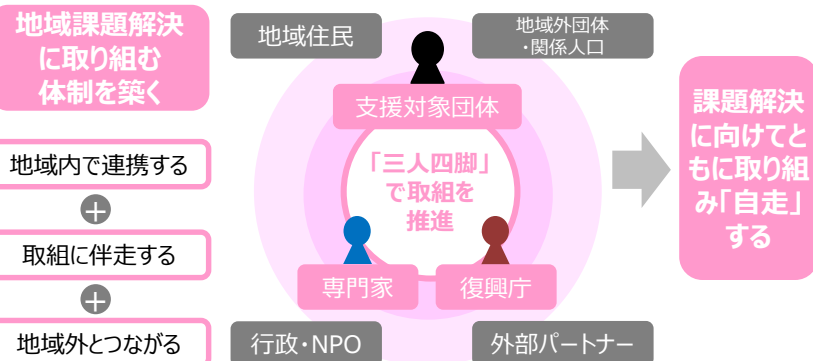 地域課題解決
に取り組む
体制を築く
地域内で連携する
+
取組に伴走する
+
地域外とつながる
地域住民
地域外団体
・関係人口
支援対象団体
「三人四脚」
で取組を
推進
専門家
復興庁
行政・NPO
外部パートナー
課題解決
に向けてと
もに取り組
み「自走」
する